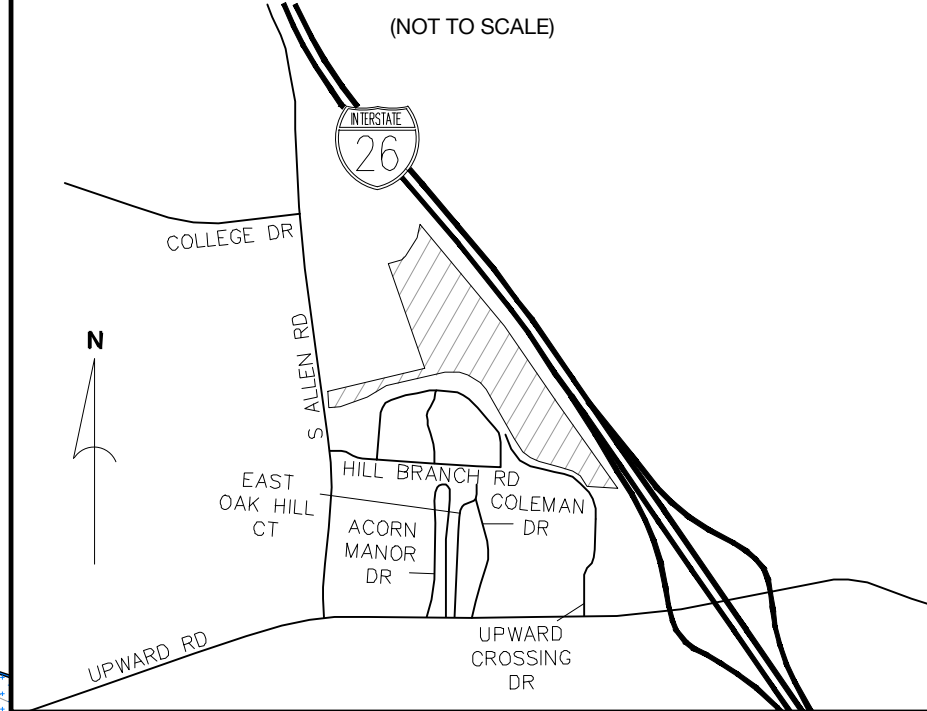 (NOT TO SCALE)
INTERSTATE
26
COLLEGE DR
N
S ALLEN RD
HILL BRANCH RD
EAST
OAK HILL
CT
ACORN
MANOR
DR
COLEMAN
DR
UPWARD RD
UPWARD
CROSSING
DR